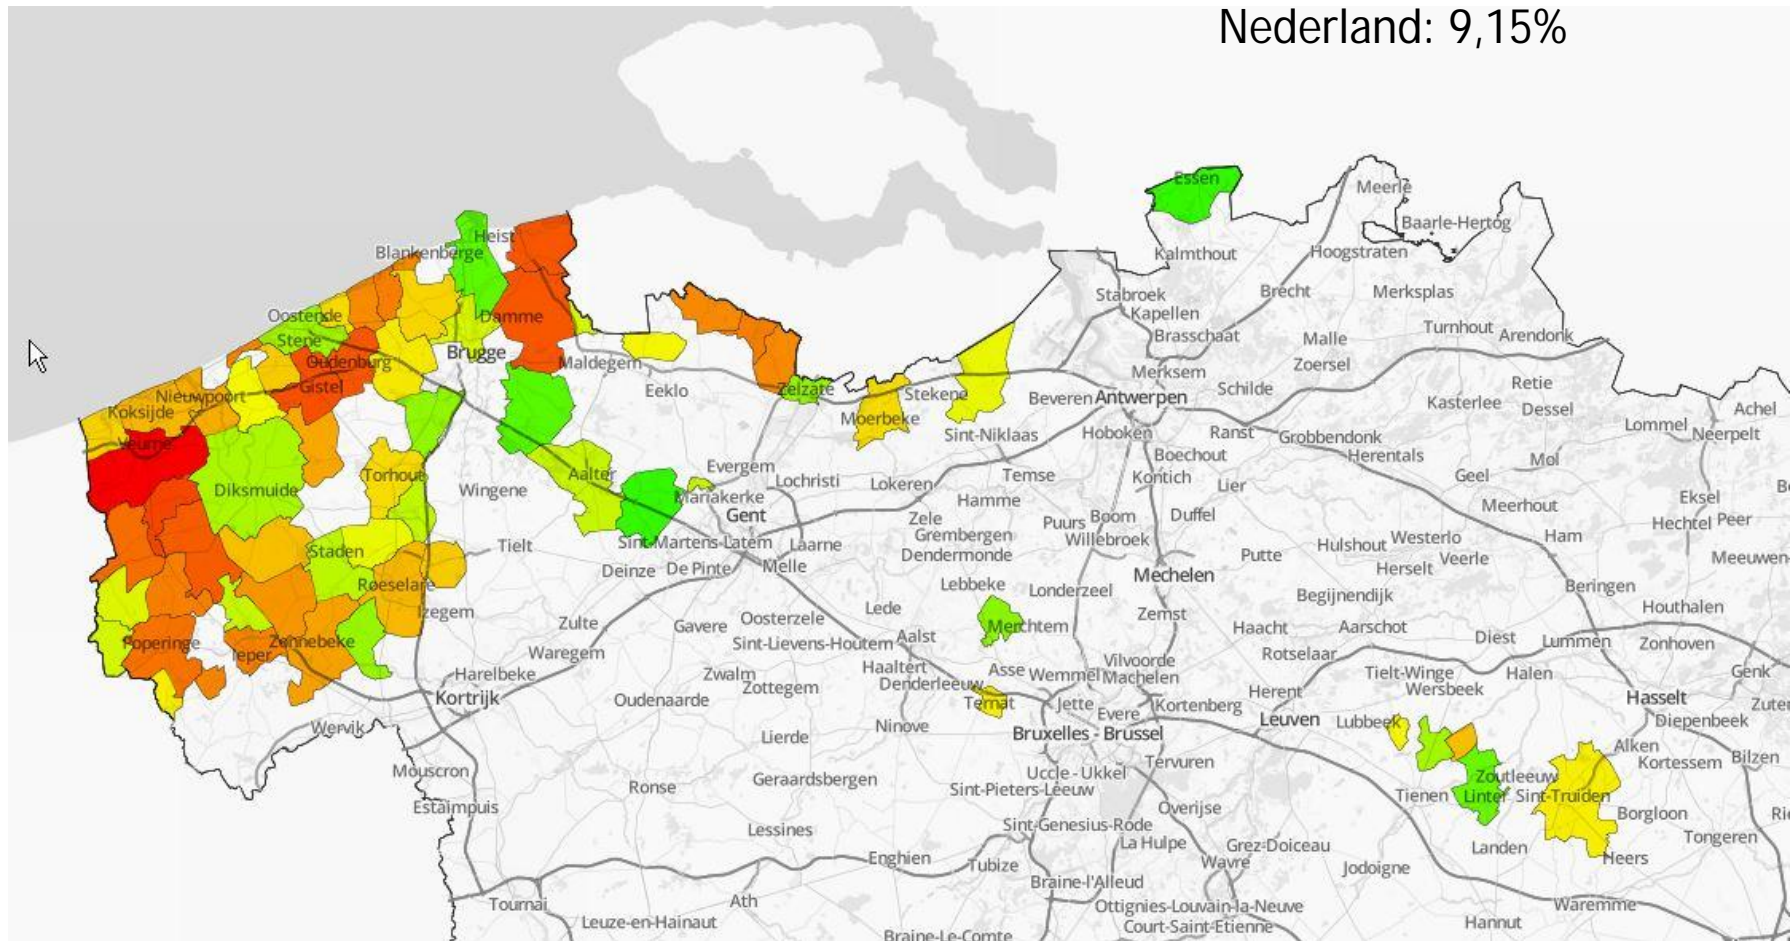 Nederland: 9,15%
Essen
Meerle
Baarle-Hertog
Heist
Blankenberge
Kalmthout
Hoogstraten
Stabroek
Brecht
Merksplas
Oostende
Damme
Kapellen
Stene
Brasschaat
Malle
Turnhout
Arendonk
Brugge
Oudenburg
Maldegem
Zoersel
Merksem
Gistel
Eeklo
Zelzate
Stekene
Beveren
Antwerpen
Schilde
Retie
Nieuwpoort
Kasterlee
Dessel
Achel
Koksijde
Moerbeke
Sint-Niklaas
Hoboken
Ranst
Grobbendonk
Lommel
Neerpelt
Veurne
Boechout
Herentals
Mol
Torhout
Aalter
Evergem
Lochristi
Lokeren
Temse
Kontich
Lier
Geel
Diksmuide
Wingene
Mariakerke
Hamme
Meerhout
Eksel
Gent
Zele
Puurs
Boom
Duffel
Hechtel
Peer
Staden
Tielt
Sint-Martens-Latem
Laarne
Grembergen
Willebroek
Hulshout
Westerlo
Ham
Dendermonde
Putte
Veerle
Meeuwen-
Deinze
De Pinte
Melle
Mechelen
Herselt
Roeselare
Lebbeke
Londerzeel
Begijnendijk
Beringen
Izegem
Zulte
Oosterzele
Lede
Zemst
Houthalen
Gavere
Merchtem
Haacht
Aarschot
Poperinge
Zonnebeke
Ieper
Sint-Lievens-Houtem
Aalst
Diest
Lummen
Zonhoven
Waregem
Rotselaar
Harelbeke
Zwalm
Haaltert
Asse
Wemmel
Vilvoorde
Tielt-Winge
Halen
Genk
Kortrijk
Oudenaarde
Zottegem
Denderleeuw
Machelen
Herent
Wersbeek
Hasselt
Ternat
Jette
Evere
Kortenberg
Leuven
Lubbeek
Zuten
Wervik
Ninove
Diepenbeek
Lierde
Bruxelles - Brussel
Alken
Mouscron
Geraardsbergen
Uccle - Ukkel
Tervuren
Kortessem
Bilzen
Ronse
Sint-Pieters-Leeuw
Zoutleeuw
Estaimpuis
Overijse
Tienen
Linter
Sint-Truiden
Borgloon
Lessines
Sint-Genesius-Rode
La Hulpe
Grez-Doiceau
Landen
Tongeren
Enghien
Tubize
Wavre
Jodoigne
Heers
Braine-l'Alleud
Tournai
Ath
Ottignies-Louvain-la-Neuve
Waremme
Leuze-en-Hainaut
Braine-Le-Comte
Court-Saint-Etienne
Hannut